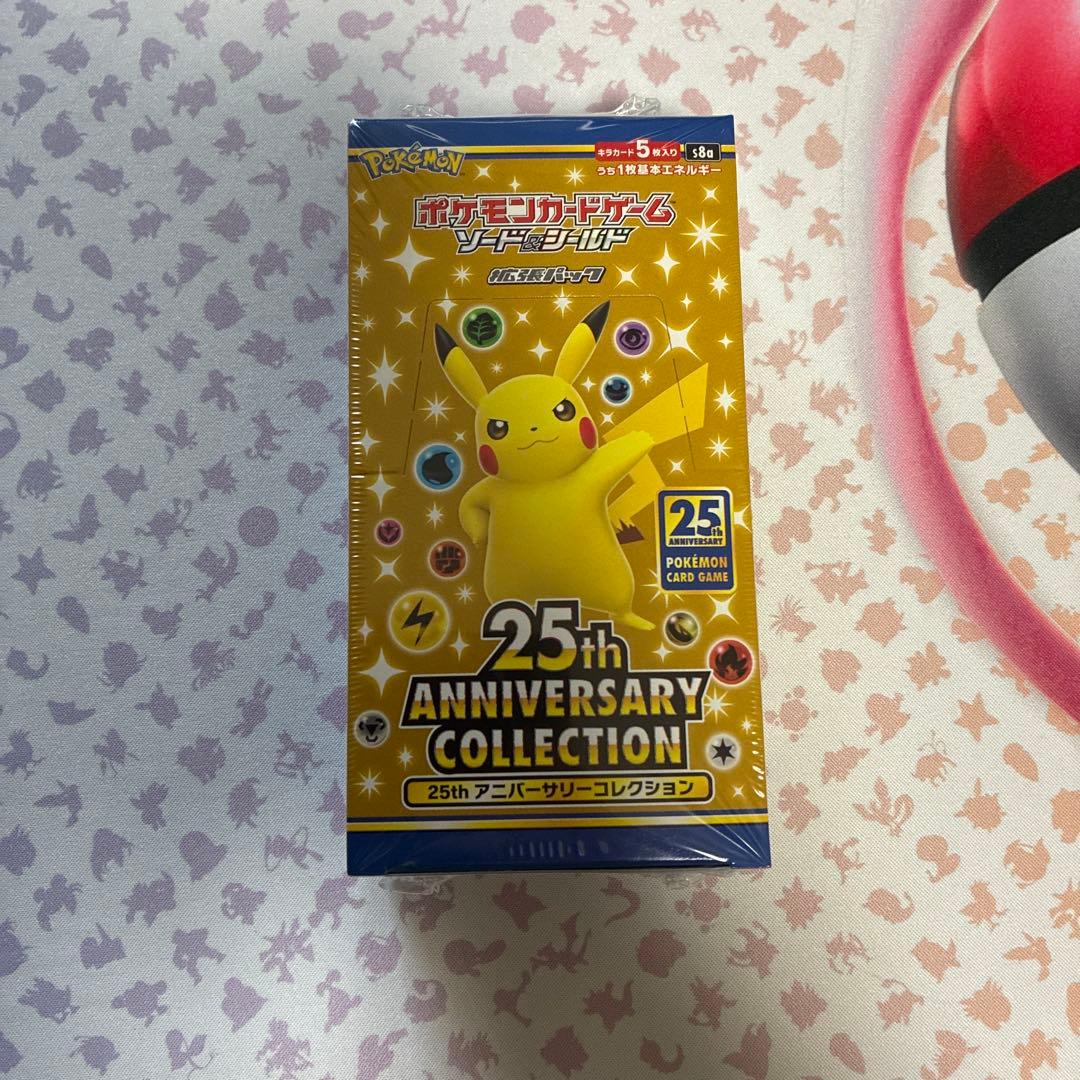 POKÉMON
キラカード5枚入り s8a
うち1枚基本エネルギー
ポケモンカードゲーム
ソード&シールド
拡張パック
25th
ANNIVERSARY
POKÉMON
CARD GAME
25th
ANNIVERSARY
COLLECTION
25th アニバーサリーコレクション